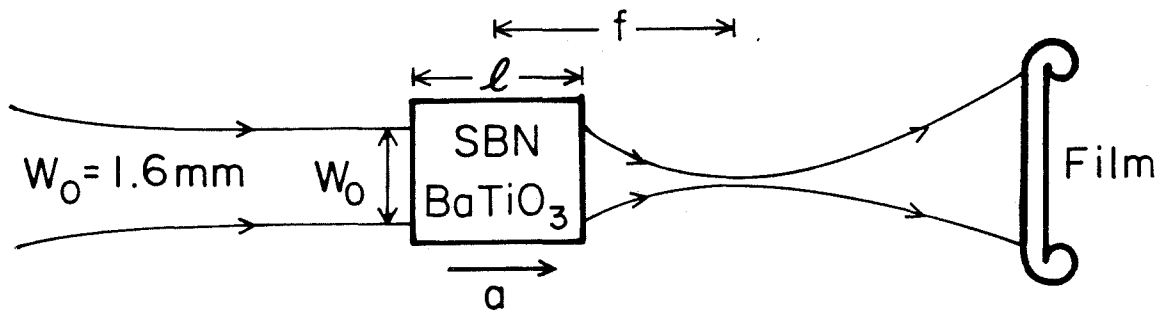 f
ℓ
SBN
BaTiO₃
W₀ = 1.6mm
W₀
Film
a